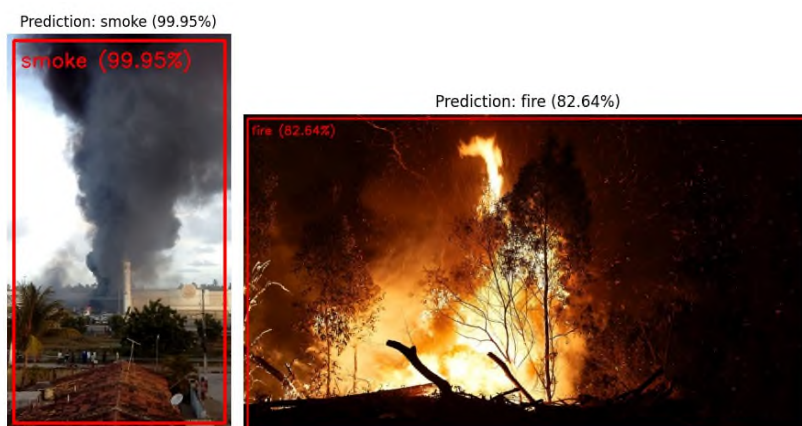 Prediction: smoke (99.95%)
smoke (99.95%)
Prediction: fire (82.64%)
fire (82.64%)